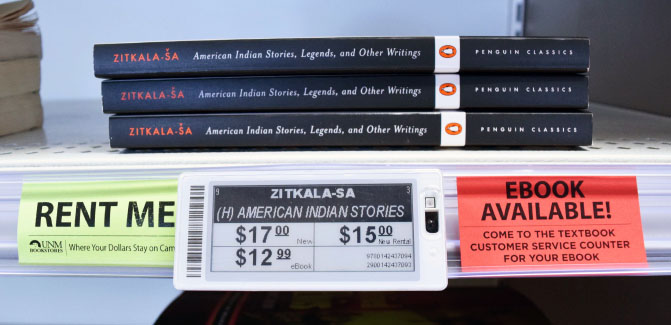 ZITKALA-ŠA American Indian Stories, Legends, and Other Writings PENGUIN CLASSICS
ZITKALA-ŠA American Indian Stories, Legends, and Other Writings PENGUIN CLASSICS
ZITKALA-ŠA American Indian Stories, Legends, and Other Writings PENGUIN CLASSICS
RENT ME
UNM
BOOKSTORES
Where Your Dollars Stay on Cam
9 3
ZITKALA-SA
(H) AMERICAN INDIAN STORIES
$17 00 New $15 00 New Rental
$12 99 eBook
9780142437094
2900142437093
EBOOK
AVAILABLE!
COME TO THE TEXTBOOK
CUSTOMER SERVICE COUNTER
FOR YOUR EBOOK